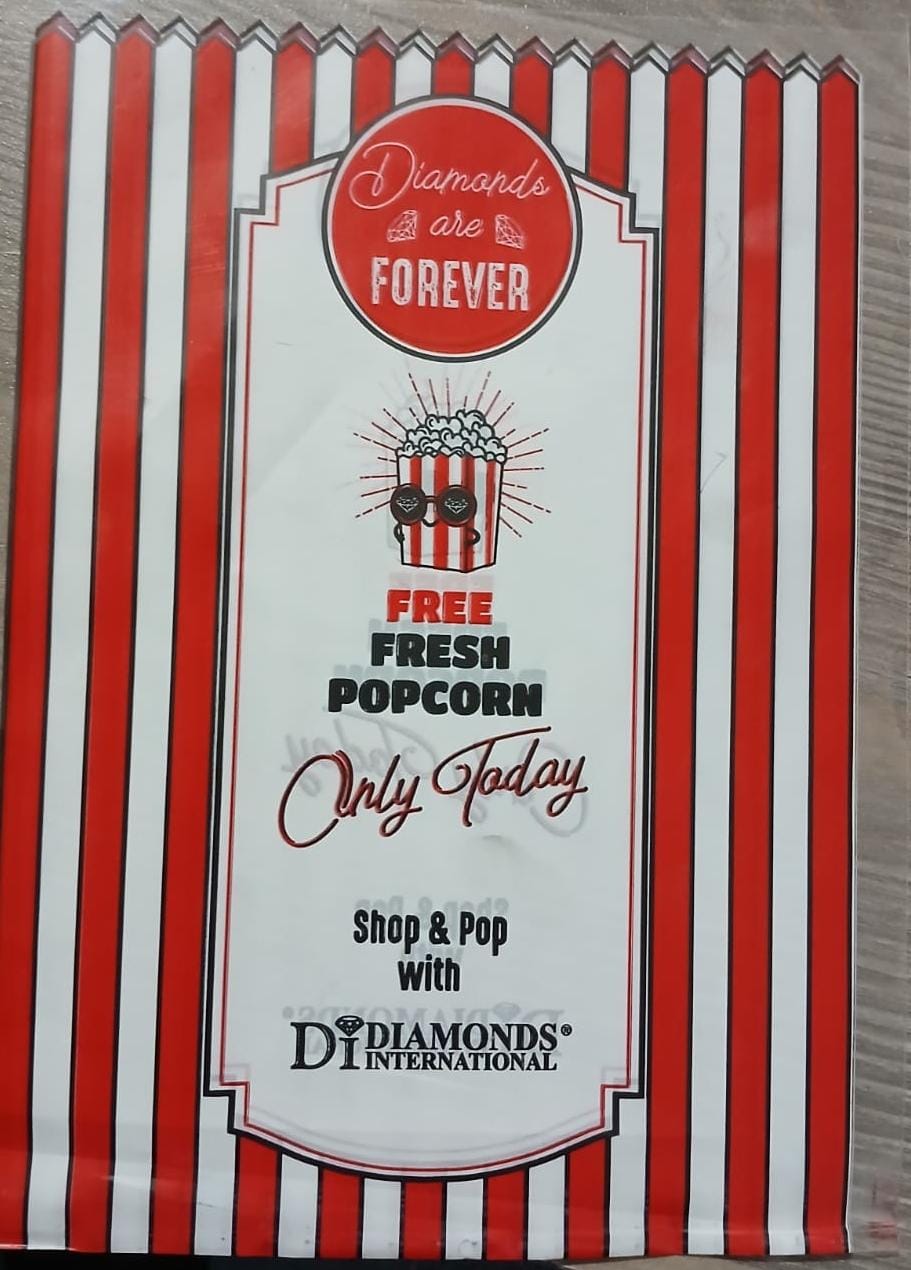 Diamonds
are
FOREVER
FREE
FRESH
POPCORN
Only Today
Shop & Pop
with
Di DIAMONDS®
INTERNATIONAL